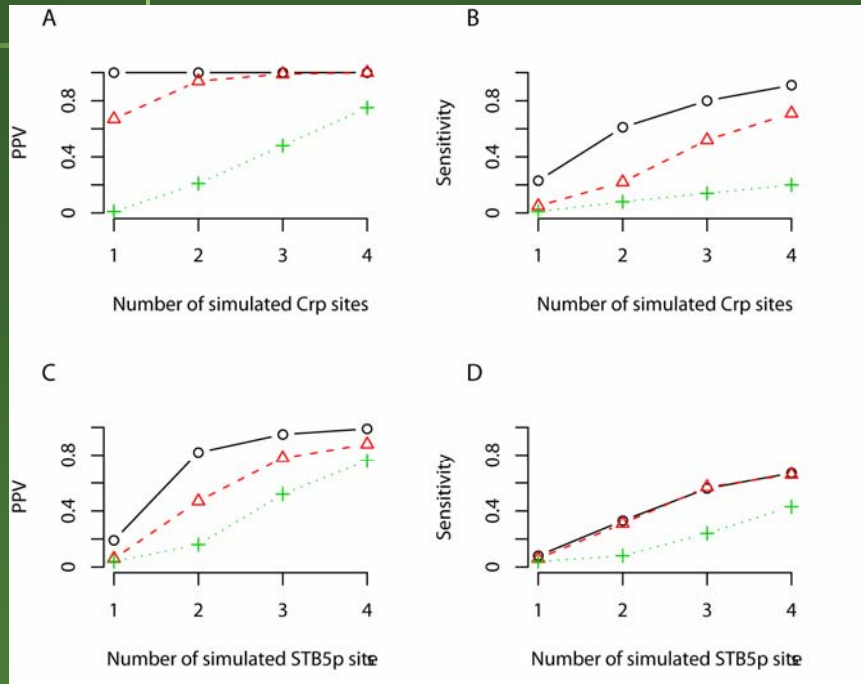 A
PPV
0.8
0.4
0
1 2 3 4
Number of simulated Crp sites
B
Sensitivity
0.8
0.4
0
1 2 3 4
Number of simulated Crp sites
C
PPV
0.8
0.4
0
1 2 3 4
Number of simulated STB5p site
D
Sensitivity
0.8
0.4
0
1 2 3 4
Number of simulated STB5p site